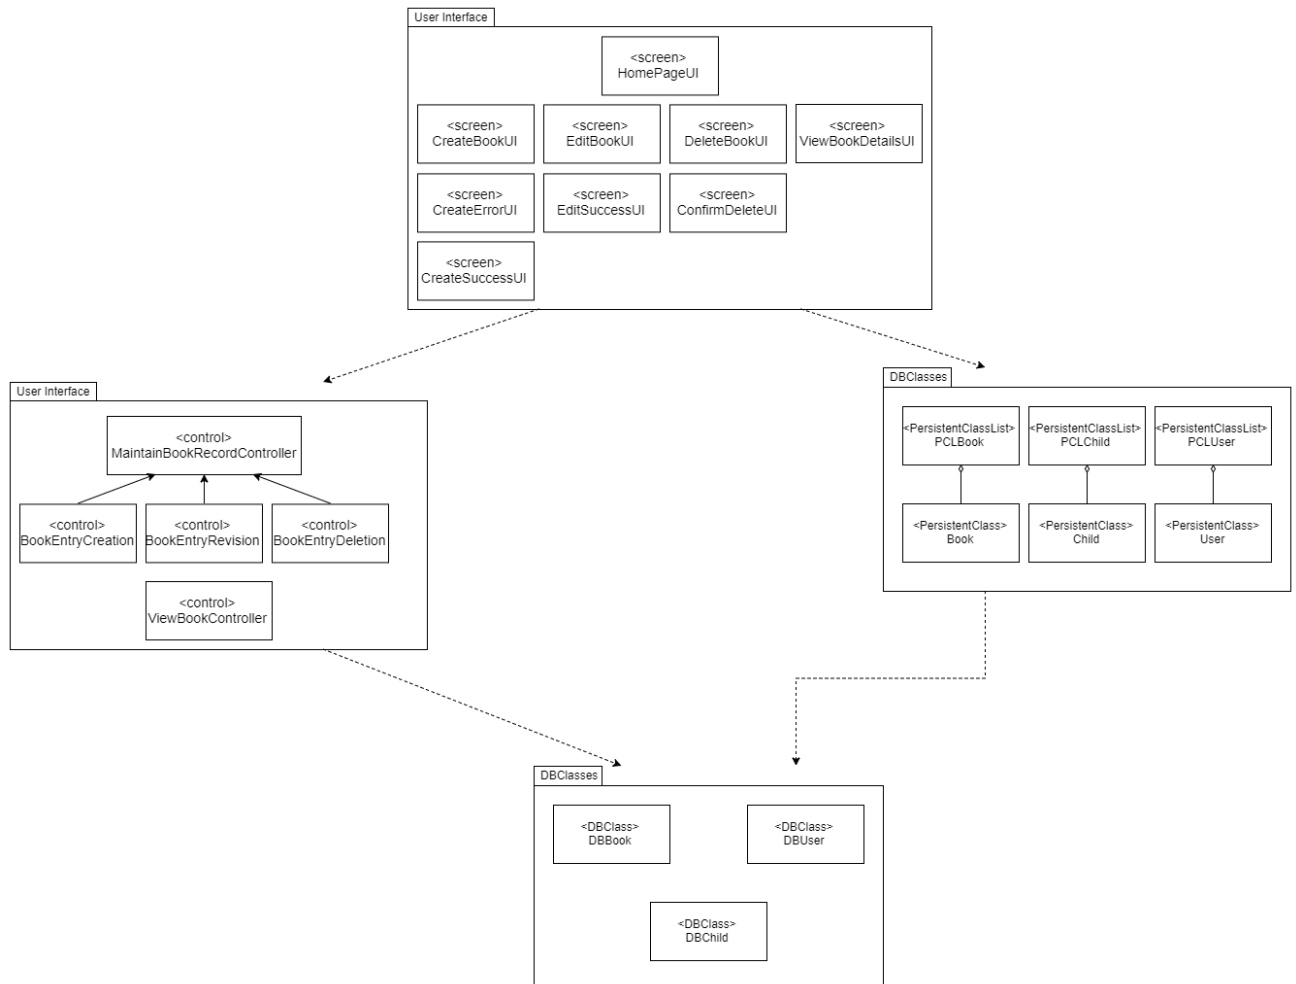 User Interface
<screen>
HomePageUI
<screen>
CreateBookUI
<screen>
EditBookUI
<screen>
DeleteBookUI
<screen>
ViewBookDetailsUI
<screen>
CreateErrorUI
<screen>
EditSuccessUI
<screen>
ConfirmDeleteUI
<screen>
CreateSuccessUI
User Interface
<control>
MaintainBookRecordController
<control>
BookEntryCreation
<control>
BookEntryRevision
<control>
BookEntryDeletion
<control>
ViewBookController
DBClasses
<PersistentClassList>
PCLBook
<PersistentClassList>
PCLChild
<PersistentClassList>
PCLUser
<PersistentClass>
Book
<PersistentClass>
Child
<PersistentClass>
User
DBClasses
<DBClass>
DBBook
<DBClass>
DBUser
<DBClass>
DBChild